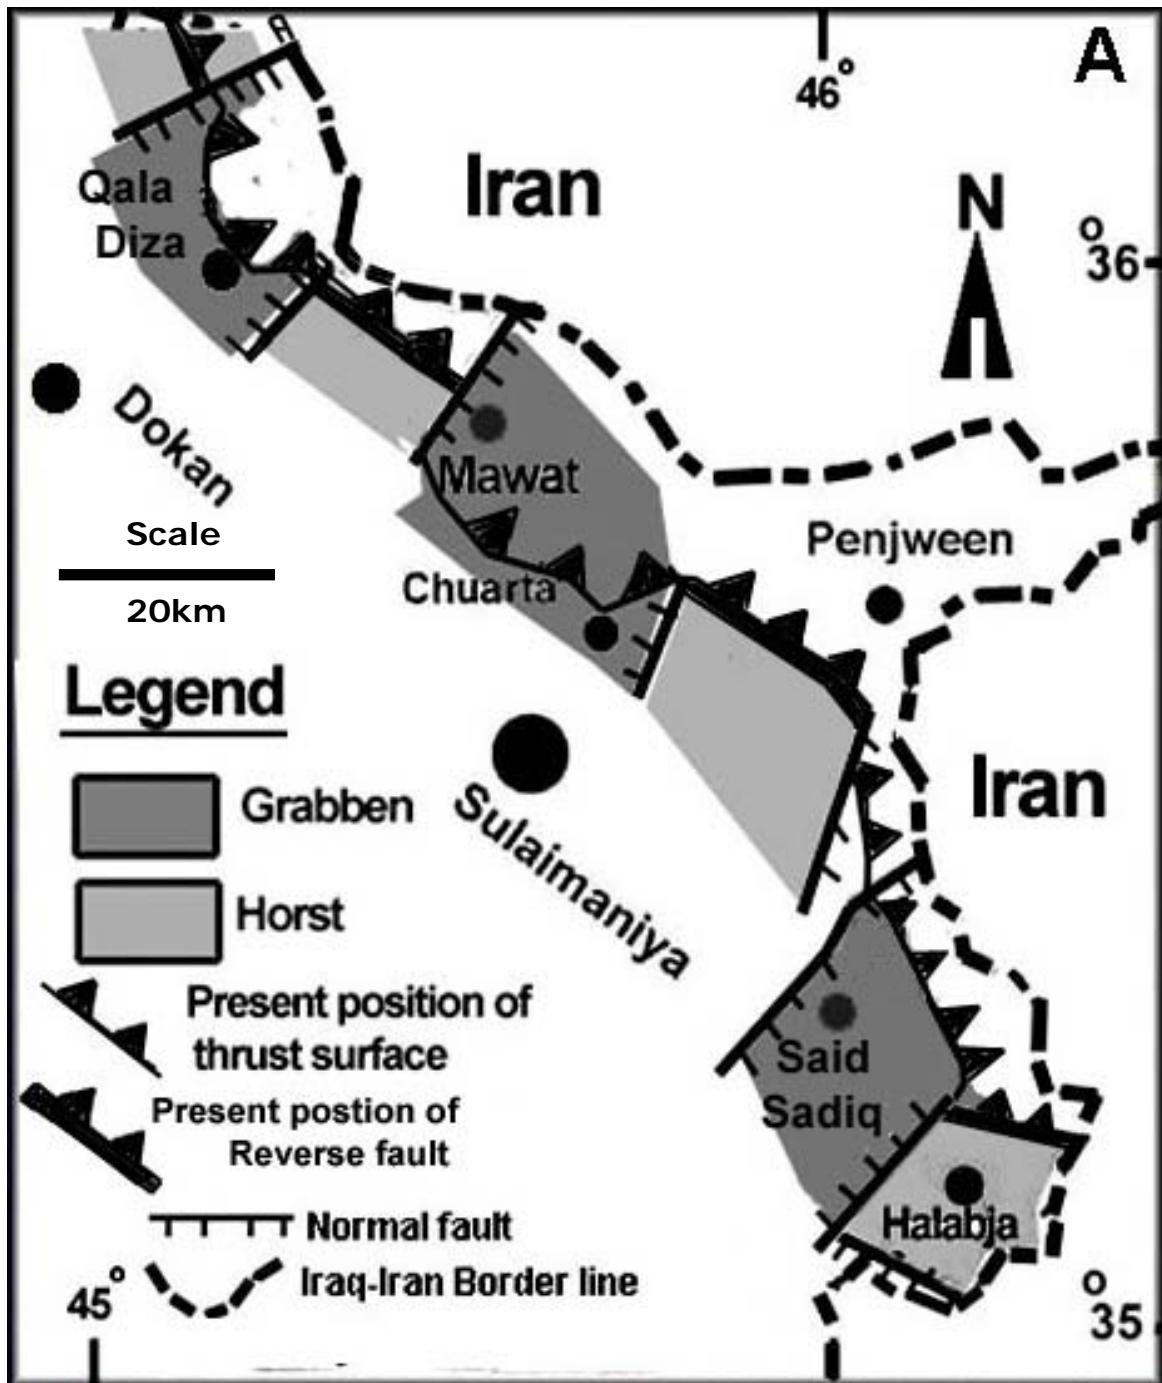 A
46°
Iran
N
36°
Qala
Diza
Dokan
Mawat
Scale
20km
Chuarta
Penjween
Legend
Grabben
Horst
Sulaimaniya
Iran
Present position of
thrust surface
Present postion of
Reverse fault
Said
Sadiq
Halabja
Normal fault
Iraq-Iran Border line
45°
35°